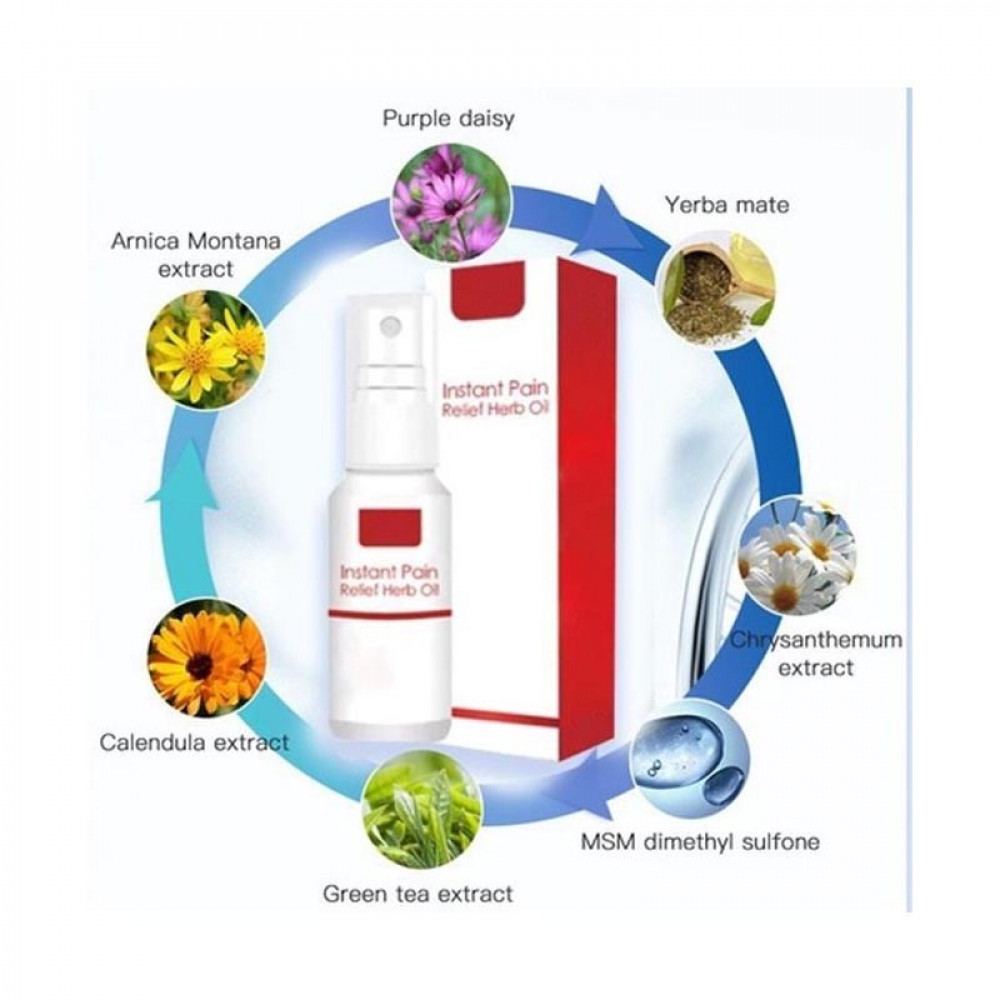 Purple daisy
Yerba mate
Arnica Montana
extract
Instant Pain
Relief Herb Oil
Instant Pain
Relief Herb Oil
Chrysanthemum
extract
Calendula extract
MSM dimethyl sulfone
Green tea extract